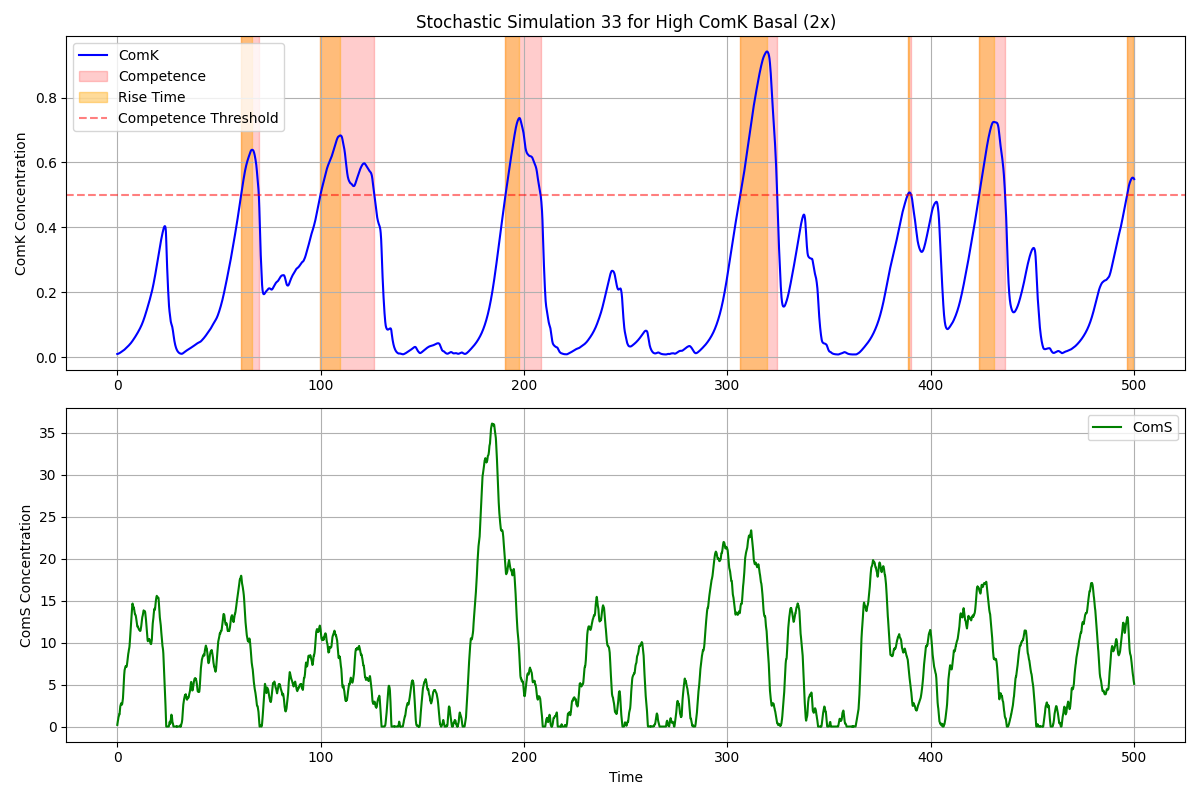 Stochastic Simulation 33 for High ComK Basal (2x)
ComK Concentration
0.8
0.6
0.4
0.2
0.0
ComK
Competence
Rise Time
Competence Threshold
0 100 200 300 400 500
ComS Concentration
35
30
25
20
15
10
5
0
ComS
0 100 200 300 400 500
Time